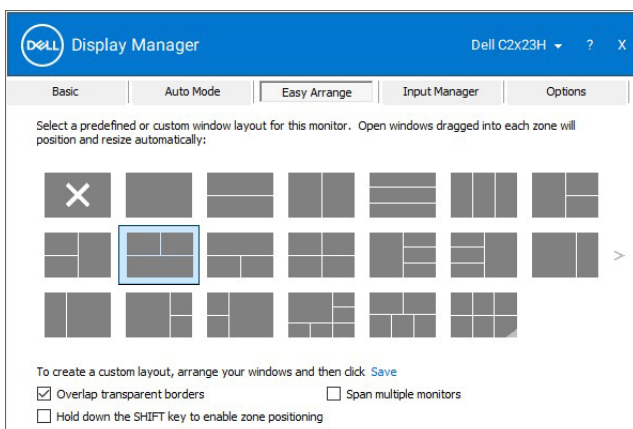 DELL Display Manager Dell C2x23H ? X
Basic Auto Mode Easy Arrange Input Manager Options
Select a predefined or custom window layout for this monitor. Open windows dragged into each zone will
position and resize automatically:
>
To create a custom layout, arrange your windows and then click Save
Overlap transparent borders Span multiple monitors
Hold down the SHIFT key to enable zone positioning